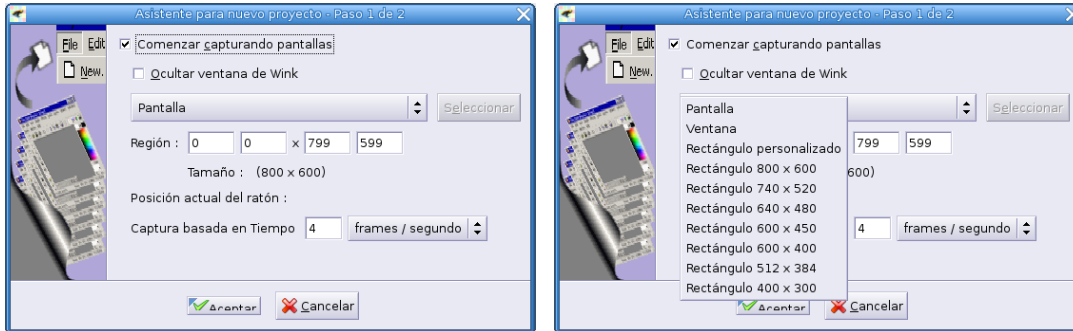 Asistente para nuevo proyecto - Paso 1 de 2
File Edit
New.
Comenzar capturando pantallas
Ocultar ventana de Wink
Pantalla
Seleccionar
Región : 0 0 x 799 599
Tamaño : (800 x 600)
Posición actual del ratón :
Captura basada en Tiempo 4 frames / segundo
Aceptar Cancelar
Asistente para nuevo proyecto - Paso 1 de 2
File Edit
New.
Comenzar capturando pantallas
Ocultar ventana de Wink
Seleccionar
Pantalla
Ventana
Rectángulo personalizado 799 599
Rectángulo 800 x 600 600)
Rectángulo 740 x 520
Rectángulo 640 x 480
Rectángulo 600 x 450 4 frames / segundo
Rectángulo 600 x 400
Rectángulo 512 x 384
Rectángulo 400 x 300
Aceptar Cancelar